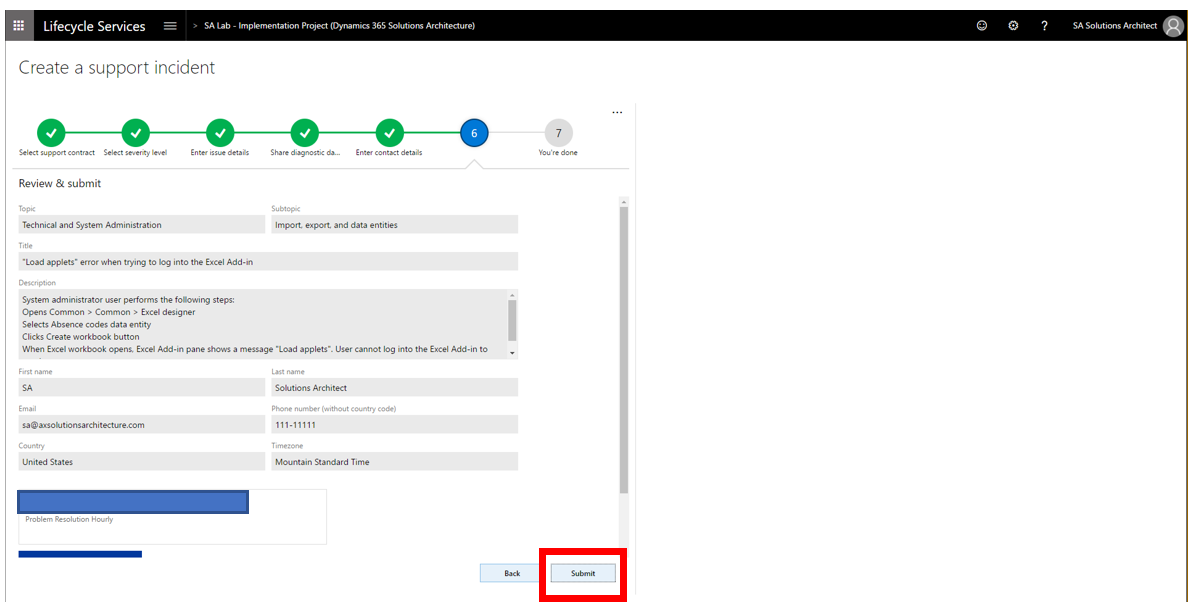 Lifecycle Services
> SA Lab - Implementation Project (Dynamics 365 Solutions Architecture)
? SA Solutions Architect
Create a support incident
...
6 7
Select support contract Select severity level Enter issue details Share diagnostic da... Enter contact details You're done
Review & submit
Topic Subtopic
Technical and System Administration Import, export, and data entities
Title
"Load applets" error when trying to log into the Excel Add-in
Description
System administrator user performs the following steps:
Opens Common > Common > Excel designer
Selects Absence codes data entity
Clicks Create workbook button
When Excel workbook opens, Excel Add-in pane shows a message "Load applets". User cannot log into the Excel Add-in to
First name Last name
SA Solutions Architect
Email Phone number (without country code)
sa@axsolutionsarchitecture.com 111-11111
Country Timezone
United States Mountain Standard Time
Problem Resolution Hourly
Back Submit